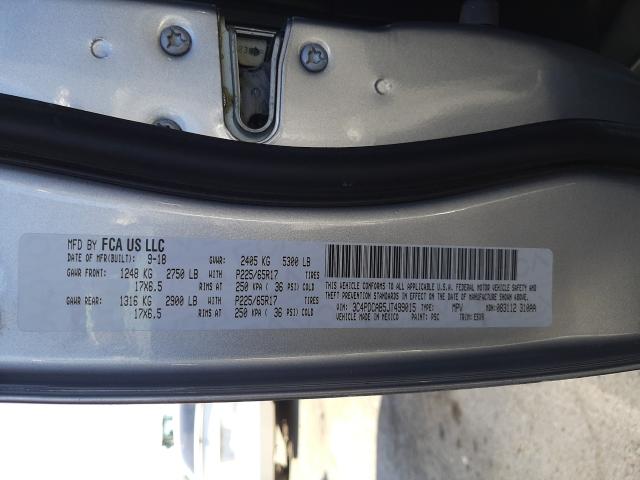 MFD BY FCA US LLC
DATE OF MFR(BUILT): 9-18 GVWR: 2405 KG 5300 LB
GAWR FRONT: 1248 KG 2750 LB WITH P225/65R17 TIRES
17X6.5 RIMS AT 250 KPA ( 36 PSI) COLD
GAWR REAR: 1316 KG 2900 LB WITH P225/65R17 TIRES
17X6.5 RIMS AT 250 KPA ( 36 PSI) COLD
THIS VEHICLE CONFORMS TO ALL APPLICABLE U.S.A. FEDERAL MOTOR VEHICLE SAFETY, AND
THEFT PREVENTION STANDARDS IN EFFECT ON THE DATE OF MANUFACTURE SHOWN ABOVE.
VIN: 3C4PDCAB5JT499015 TYPE: MPV MDH: 083112 310AA
VEHICLE MADE IN MEXICO PAINT: PSC TRIM: